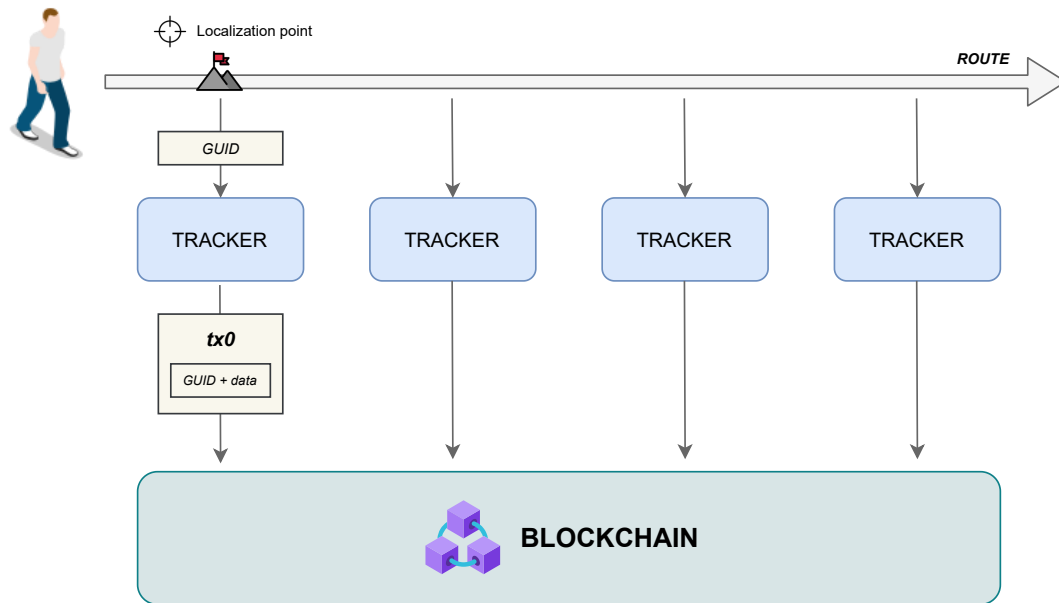 Localization point
ROUTE
GUID
TRACKER
TRACKER
TRACKER
TRACKER
tx0
GUID + data
BLOCKCHAIN